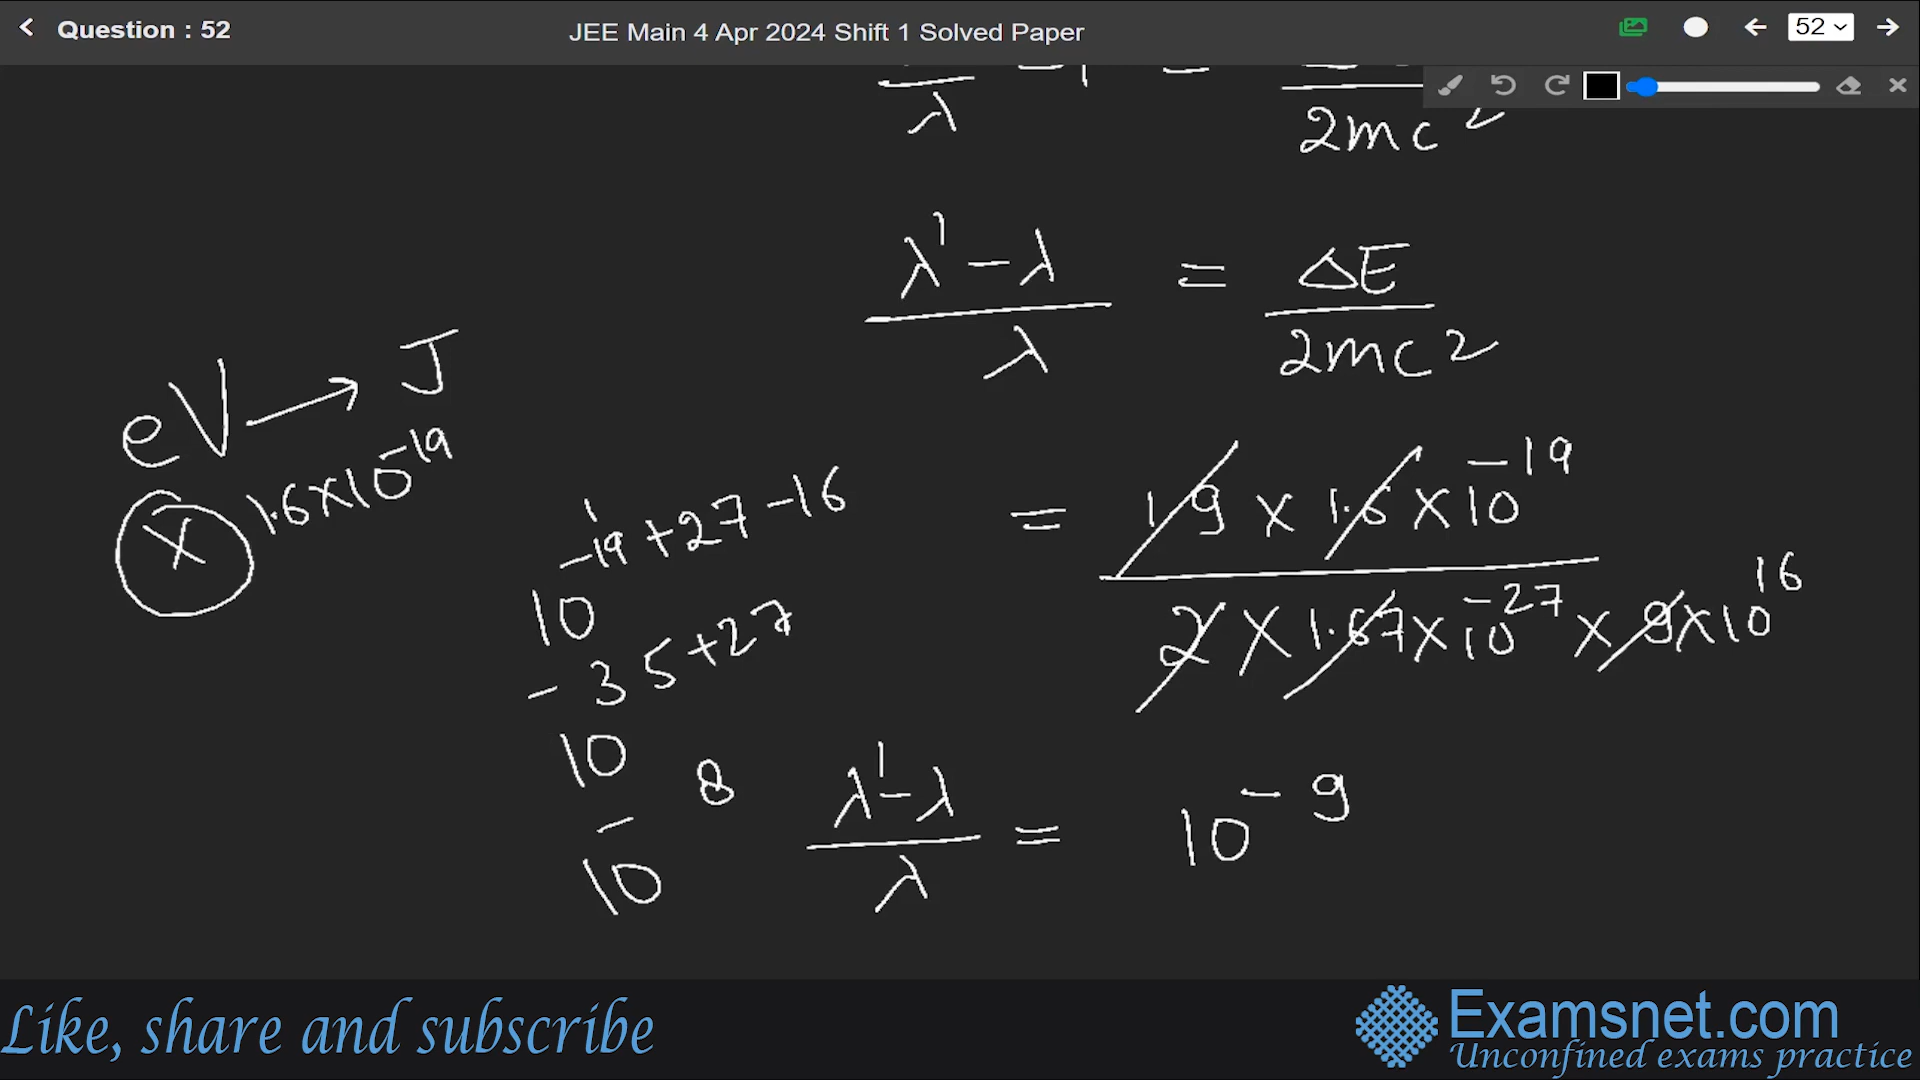 Question : 52
JEE Main 4 Apr 2024 Shift 1 Solved Paper
52
λ - 1 = 2mc²
λ' - λ / λ = ΔE / 2mc²
eV → J
× 1.6×10⁻¹⁹
= 19 × 1.6 × 10⁻¹⁹ / 2 × 1.67 × 10⁻²⁷ × 9 × 10¹⁶
10⁻¹⁹⁺²⁷⁻¹⁶
10⁻³⁵⁺²⁷
10⁻⁸
λ' - λ / λ = 10⁻⁹
Like, share and subscribe
Examsnet.com
Unconfined exams practice